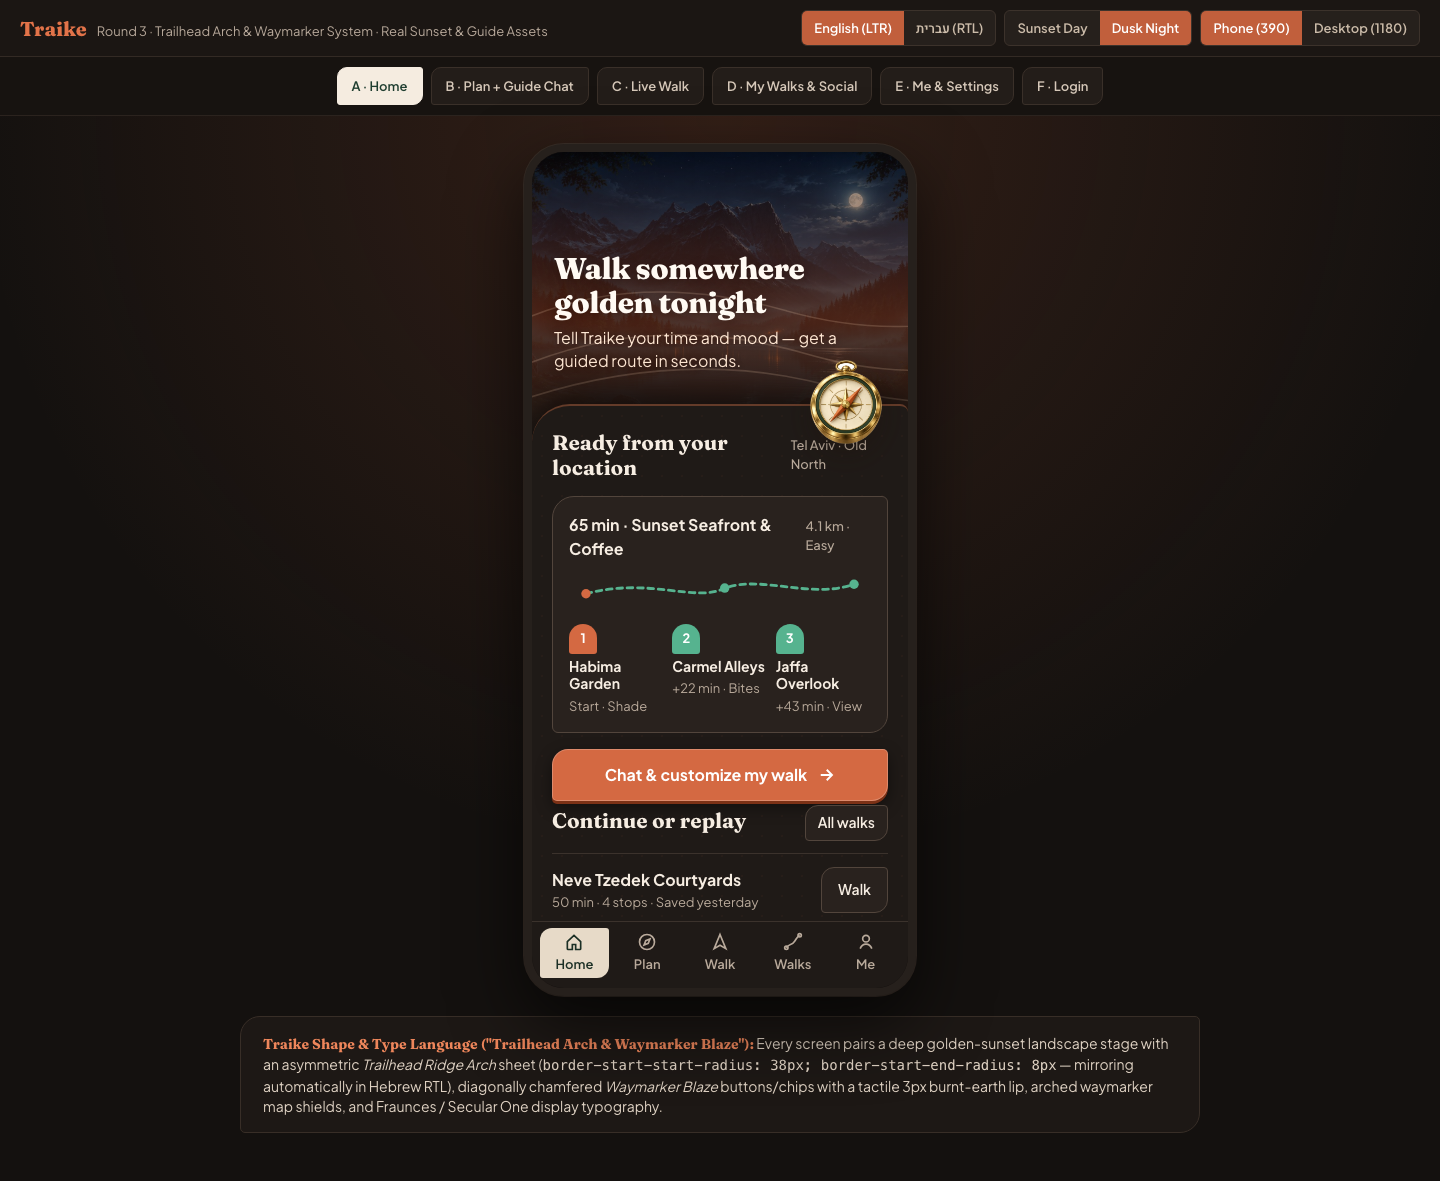 Traike Round 3 · Trailhead Arch & Waymarker System · Real Sunset & Guide Assets
English (LTR) עברית (RTL) Sunset Day Dusk Night Phone (390) Desktop (1180)
A · Home B · Plan + Guide Chat C · Live Walk D · My Walks & Social E · Me & Settings F · Login
Walk somewhere
golden tonight
Tell Traike your time and mood — get a
guided route in seconds.
Ready from your
location
Tel Aviv · Old
North
65 min · Sunset Seafront &
Coffee
4.1 km ·
Easy
1 2 3
Habima
Garden
Start · Shade
Carmel Alleys
+22 min · Bites
Jaffa
Overlook
+43 min · View
Chat & customize my walk →
Continue or replay All walks
Neve Tzedek Courtyards
50 min · 4 stops · Saved yesterday
Walk
Home Plan Walk Walks Me
Traike Shape & Type Language ("Trailhead Arch & Waymarker Blaze"): Every screen pairs a deep golden-sunset landscape stage with
an asymmetric Trailhead Ridge Arch sheet (border-start-start-radius: 38px; border-start-end-radius: 8px — mirroring
automatically in Hebrew RTL), diagonally chamfered Waymarker Blaze buttons/chips with a tactile 3px burnt-earth lip, arched waymarker
map shields, and Fraunces / Secular One display typography.